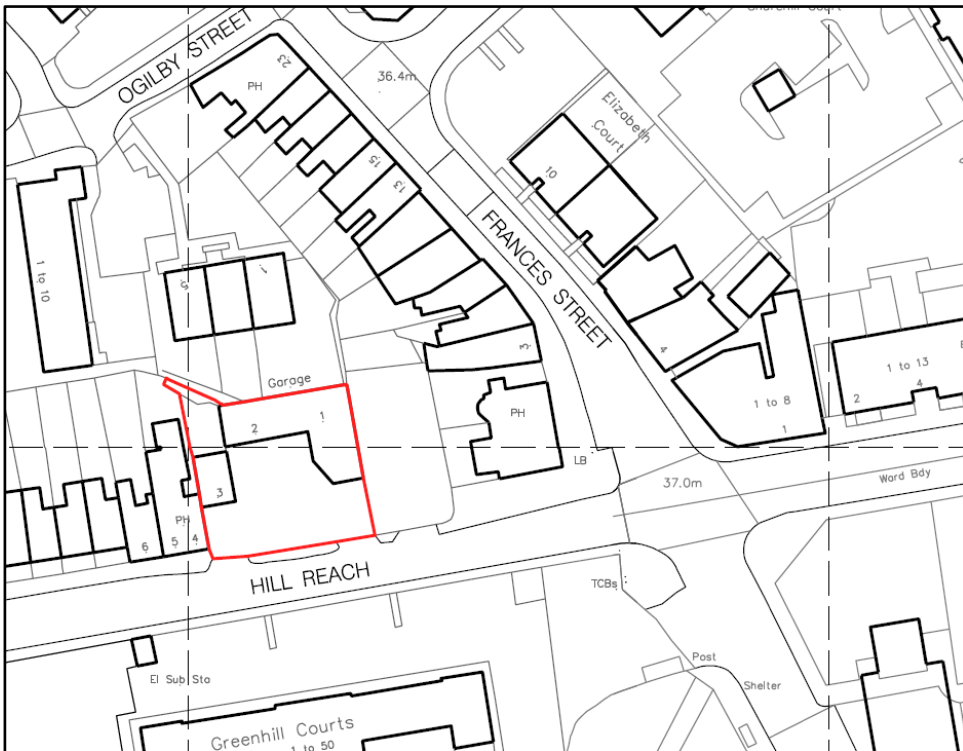 OGILBY STREET
23
PH
36.4m
15
13
Elizabeth
Court
10
FRANCES STREET
1 to 10
5
1
3
4
1 to 8
1
1 to 13
2
4
Garage
2
1
3
PH
LB
37.0m
Ward Bdy
PH
6
5
4
HILL REACH
TCBs
El Sub Sta
Post
Shelter
Greenhill Courts
1 to 50